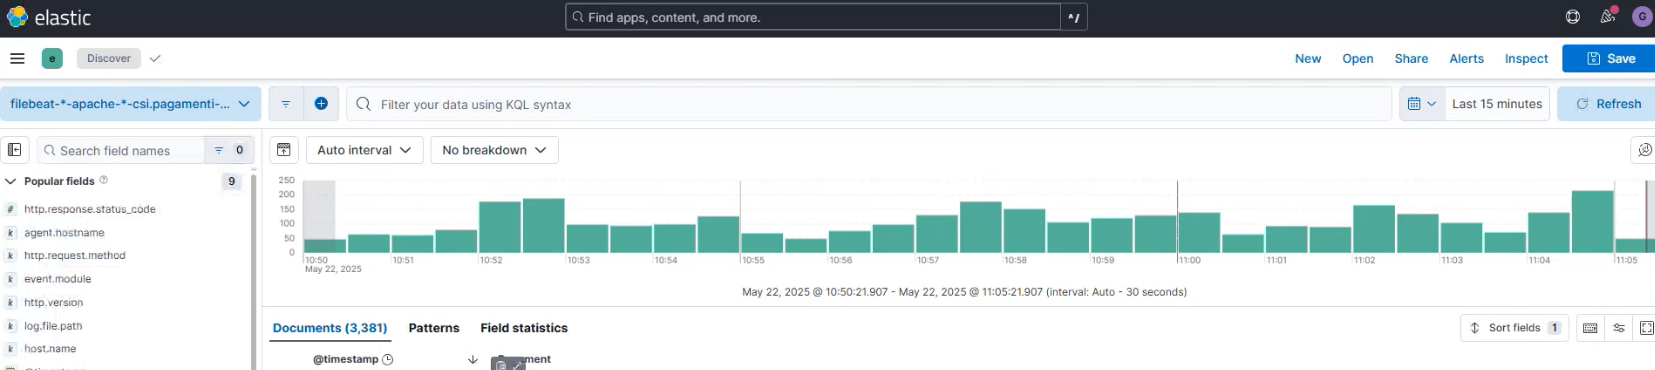 elastic
Find apps, content, and more.
^/
G
e
Discover
New
Open
Share
Alerts
Inspect
Save
filebeat-*-apache-*-csi.pagamenti-...
Filter your data using KQL syntax
Last 15 minutes
Refresh
Search field names
0
Auto interval
No breakdown
Popular fields
9
# http.response.status_code
k agent.hostname
k http.request.method
k event.module
k http.version
k log.file.path
k host.name
250
200
150
100
50
0
10:50 10:51 10:52 10:53 10:54 10:55 10:56 10:57 10:58 10:59 11:00 11:01 11:02 11:03 11:04 11:05
May 22, 2025
May 22, 2025 @ 10:50:21.907 - May 22, 2025 @ 11:05:21.907 (interval: Auto - 30 seconds)
Documents (3,381)
Patterns
Field statistics
Sort fields 1
@timestamp